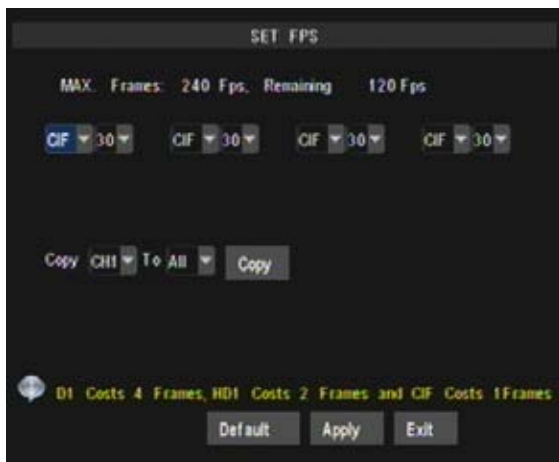 SET FPS
MAX. Frames: 240 Fps, Remaining 120 Fps
CIF 30 CIF 30 CIF 30 CIF 30
Copy CH1 To All Copy
D1 Costs 4 Frames, HD1 Costs 2 Frames and CIF Costs 1Frames
Default Apply Exit